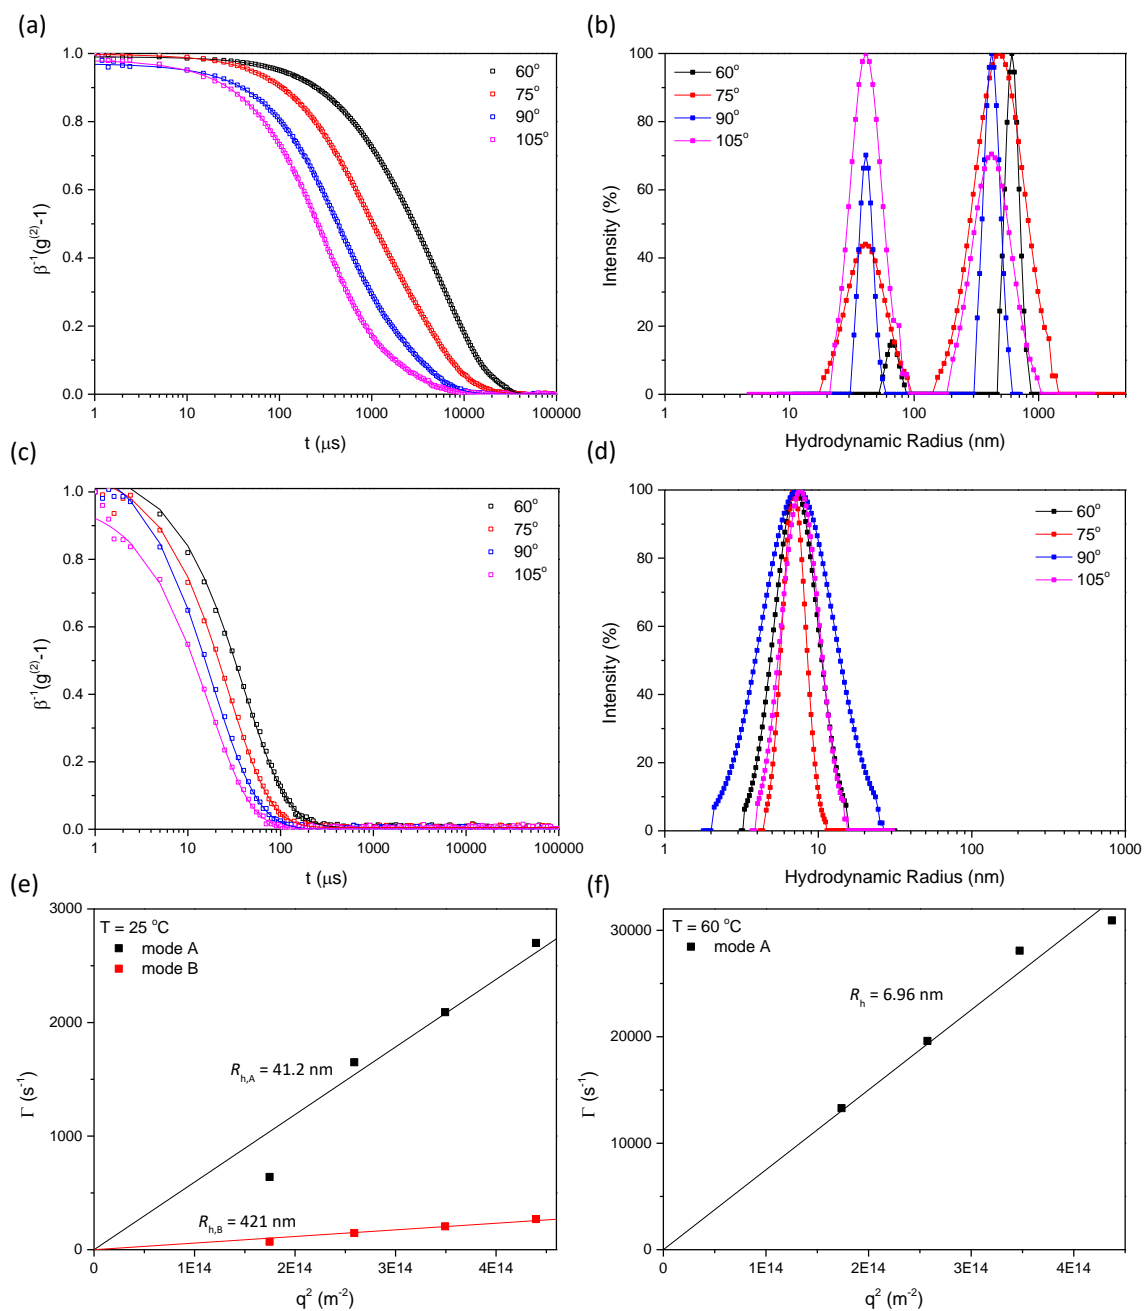 (a)
1.0
0.8
0.6
0.4
0.2
0.0
β⁻¹(g⁽²⁾-1)
60°
75°
90°
105°
1 10 100 1000 10000 100000
t (μs)
(b)
100
80
60
40
20
0
Intensity (%)
60°
75°
90°
105°
1 10 100 1000
Hydrodynamic Radius (nm)
(c)
1.0
0.8
0.6
0.4
0.2
0.0
β⁻¹(g⁽²⁾-1)
60°
75°
90°
105°
1 10 100 1000 10000 100000
t (μs)
(d)
100
80
60
40
20
0
Intensity (%)
60°
75°
90°
105°
1 10 100 1000
Hydrodynamic Radius (nm)
(e)
3000
2000
1000
0
Γ (s⁻¹)
T = 25 °C
mode A
mode B
R_h,A = 41.2 nm
R_h,B = 421 nm
0 1E14 2E14 3E14 4E14
q² (m⁻²)
(f)
30000
20000
10000
0
Γ (s⁻¹)
T = 60 °C
mode A
R_h = 6.96 nm
0 1E14 2E14 3E14 4E14
q² (m⁻²)